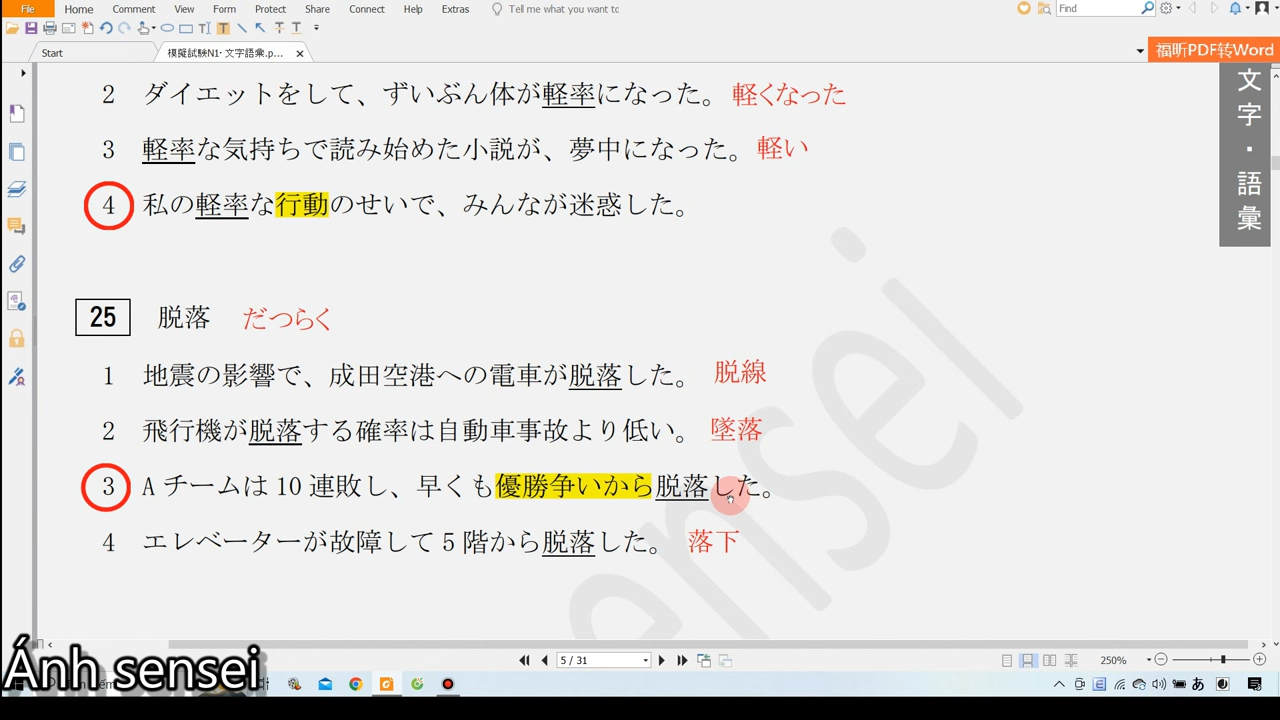 File Home Comment View Form Protect Share Connect Help Extras Tell me what you want to Find
Start 模擬試験N1・文字語彙.p... 福昕PDF转Word
文字・語彙
2 ダイエットをして、ずいぶん体が軽率になった。 軽くなった
3 軽率な気持ちで読み始めた小説が、夢中になった。 軽い
4 私の軽率な行動のせいで、みんなが迷惑した。
25 脱落 だつらく
1 地震の影響で、成田空港への電車が脱落した。 脱線
2 飛行機が脱落する確率は自動車事故より低い。 墜落
3 Aチームは10連敗し、早くも優勝争いから脱落した。
4 エレベーターが故障して5階から脱落した。 落下
sensei
5 / 31 250%
Ánh sensei
あ